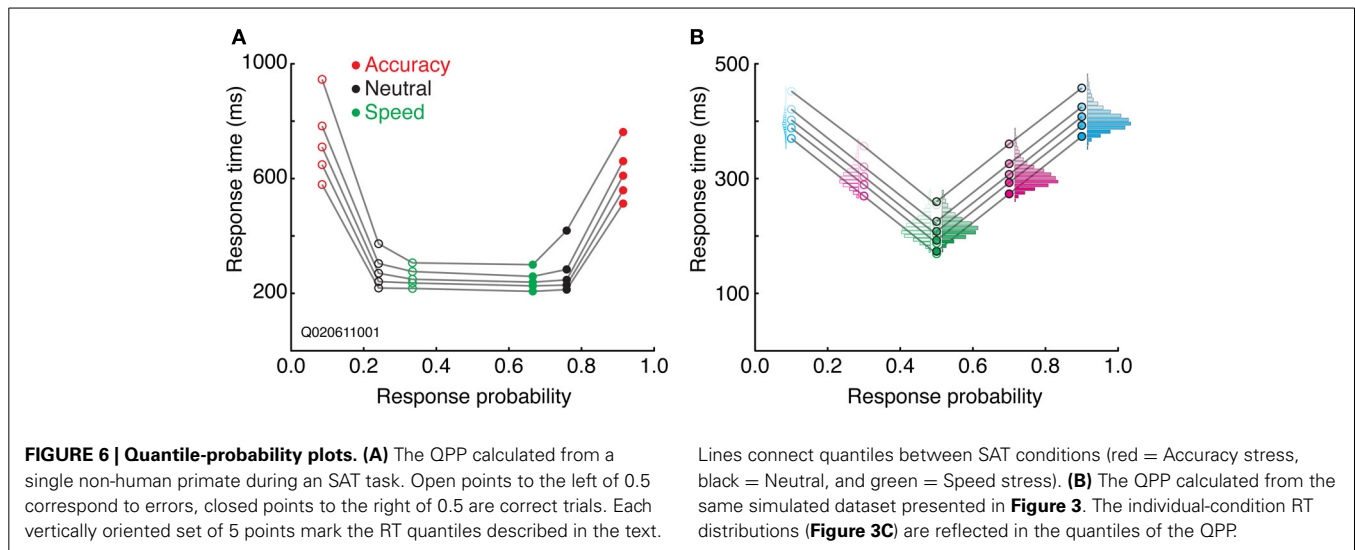 A
1000
600
200
Response time (ms)
Accuracy
Neutral
Speed
Q020611001
0.0 0.2 0.4 0.6 0.8 1.0
Response probability
B
500
300
100
Response time (ms)
0.0 0.2 0.4 0.6 0.8 1.0
Response probability
FIGURE 6 | Quantile-probability plots. (A) The QPP calculated from a
single non-human primate during an SAT task. Open points to the left of 0.5
correspond to errors, closed points to the right of 0.5 are correct trials. Each
vertically oriented set of 5 points mark the RT quantiles described in the text.
Lines connect quantiles between SAT conditions (red = Accuracy stress,
black = Neutral, and green = Speed stress). (B) The QPP calculated from the
same simulated dataset presented in Figure 3. The individual-condition RT
distributions (Figure 3C) are reflected in the quantiles of the QPP.